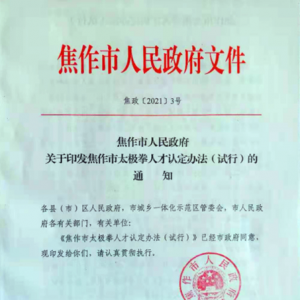 焦作市人民政府文件
焦政〔2021〕3号
焦作市人民政府
关于印发焦作市太极拳人才认定办法（试行）的
通　知
各县（市）区人民政府、市城乡一体化示范区管委会，市人民政
府各有关部门，有关单位：
《焦作市太极拳人才认定办法（试行）》已经市政府同意，
现印发给你们，请认真贯彻执行。
焦作市人民政府